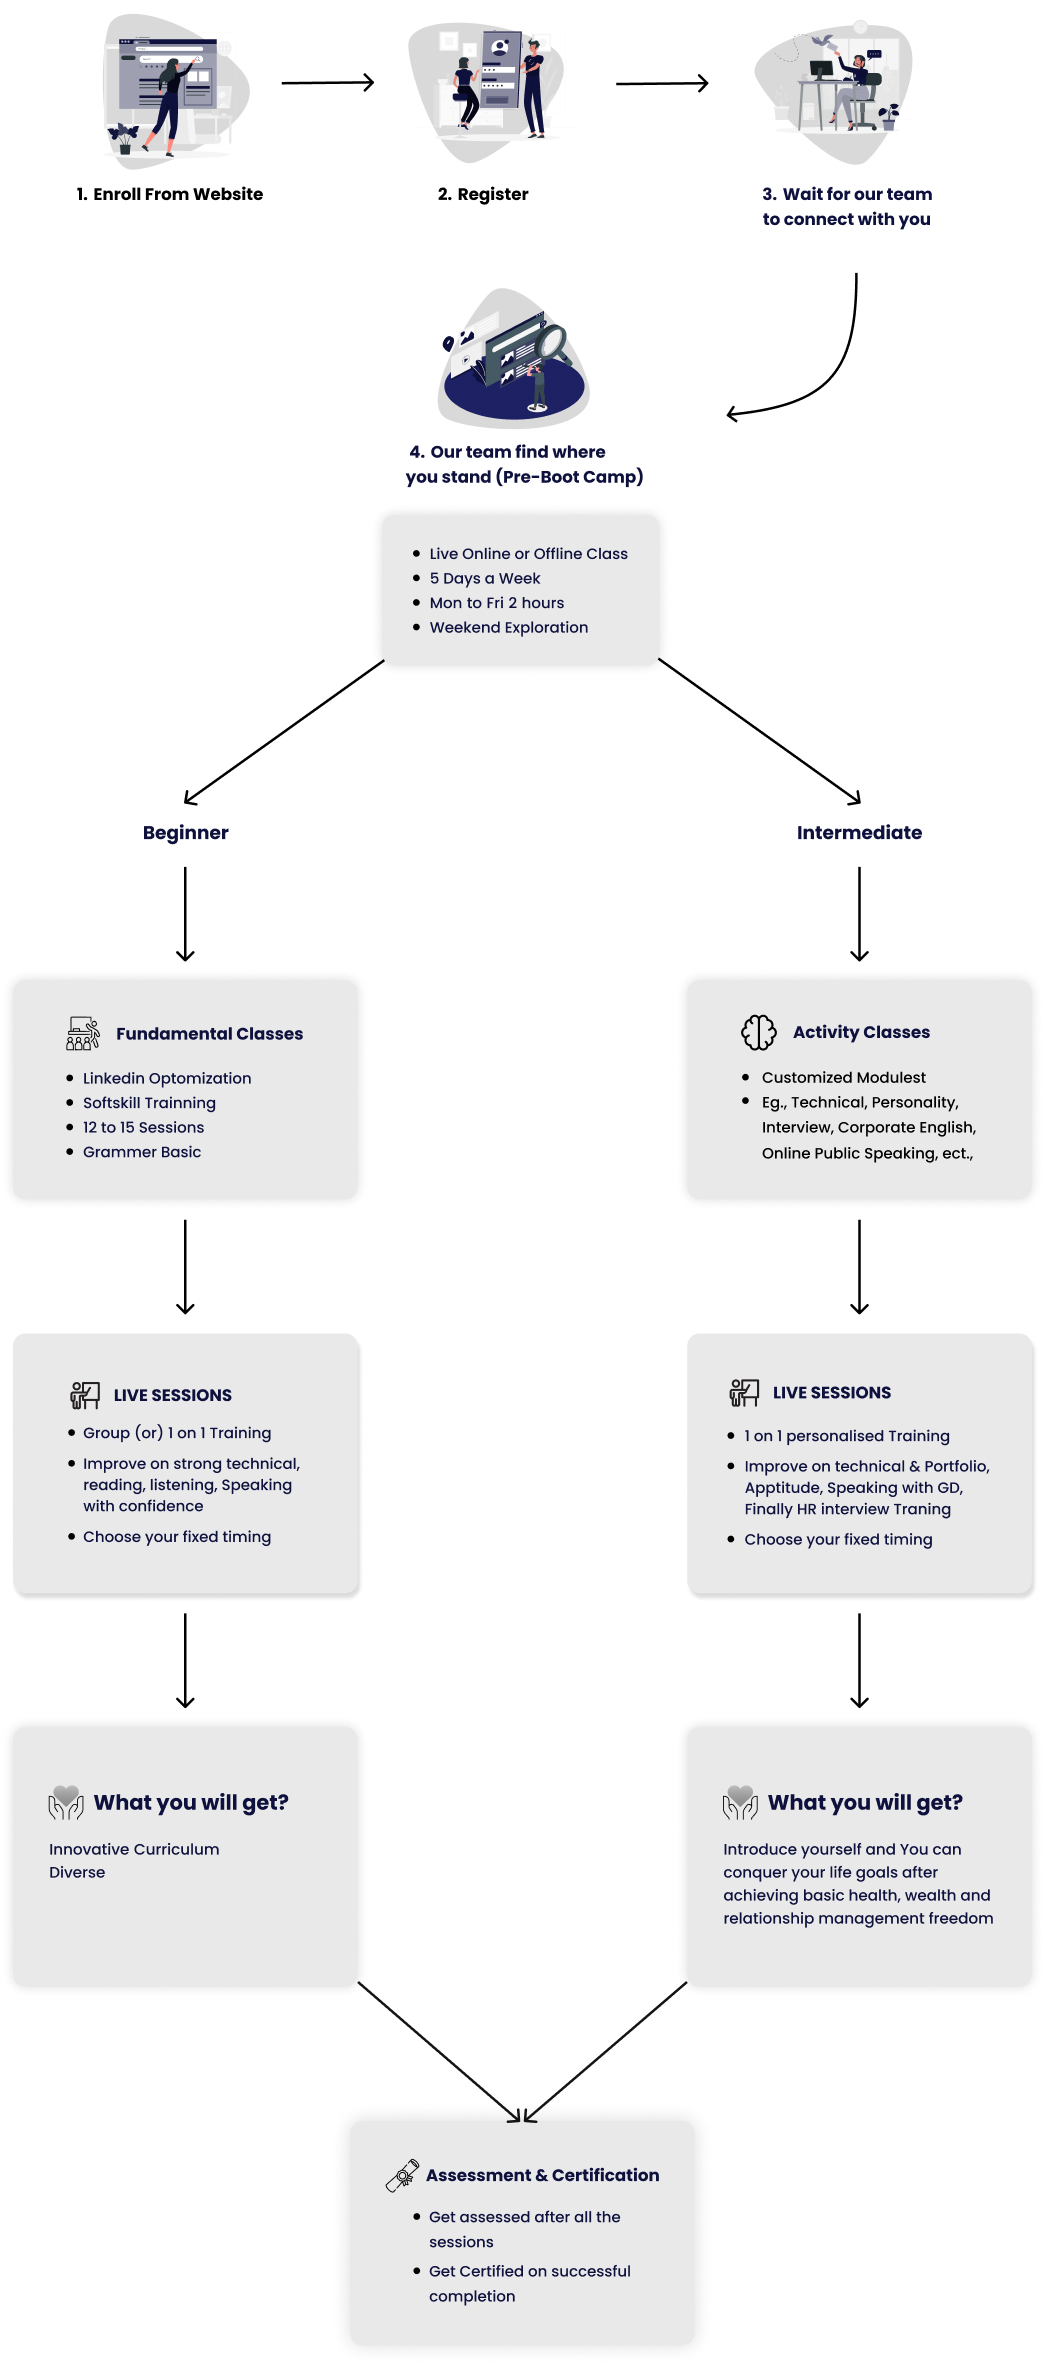 1. Enroll From Website
2. Register
3. Wait for our team
to connect with you
4. Our team find where
you stand (Pre-Boot Camp)
Live Online or Offline Class
5 Days a Week
Mon to Fri 2 hours
Weekend Exploration
Beginner
Intermediate
Fundamental Classes
Linkedin Optomization
Softskill Trainning
12 to 15 Sessions
Grammer Basic
Activity Classes
Customized Modulest
Eg., Technical, Personality,
Interview, Corporate English,
Online Public Speaking, ect.,
LIVE SESSIONS
Group (or) 1 on 1 Training
Improve on strong technical,
reading, listening, Speaking
with confidence
Choose your fixed timing
LIVE SESSIONS
1 on 1 personalised Training
Improve on technical & Portfolio,
Apptitude, Speaking with GD,
Finally HR interview Traning
Choose your fixed timing
What you will get?
Innovative Curriculum
Diverse
What you will get?
Introduce yourself and You can
conquer your life goals after
achieving basic health, wealth and
relationship management freedom
Assessment & Certification
Get assessed after all the
sessions
Get Certified on successful
completion